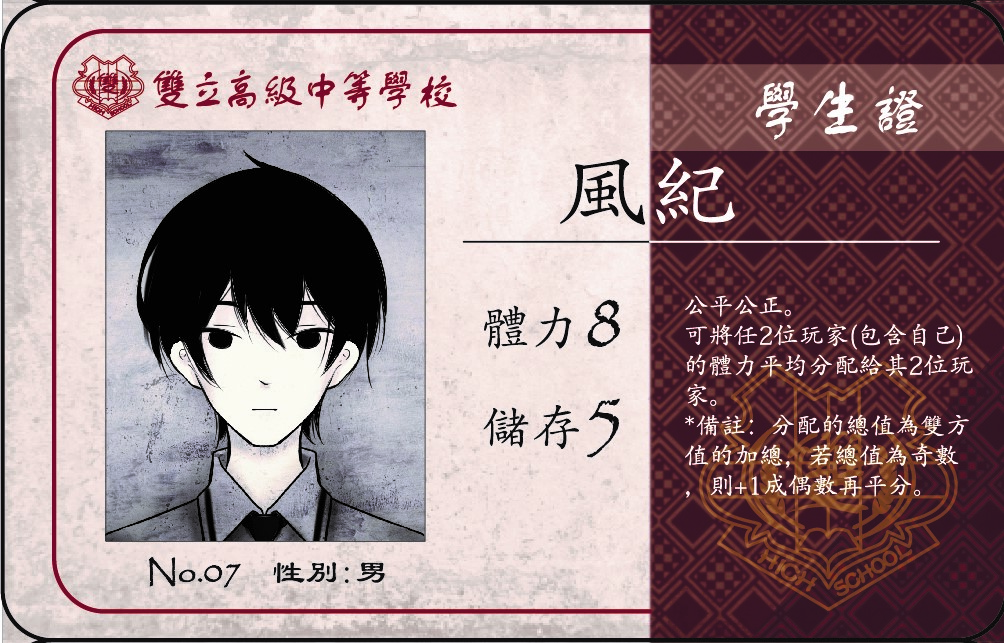 雙立高級中等學校
學生證
風紀
體力8
儲存5
公平公正。
可將任2位玩家(包含自己)
的體力平均分配給其2位玩
家。
*備註：分配的總值為雙方
值的加總，若總值為奇數
，則+1成偶數再平分。
No.07 性別:男
雙
HIGH SCHOOL